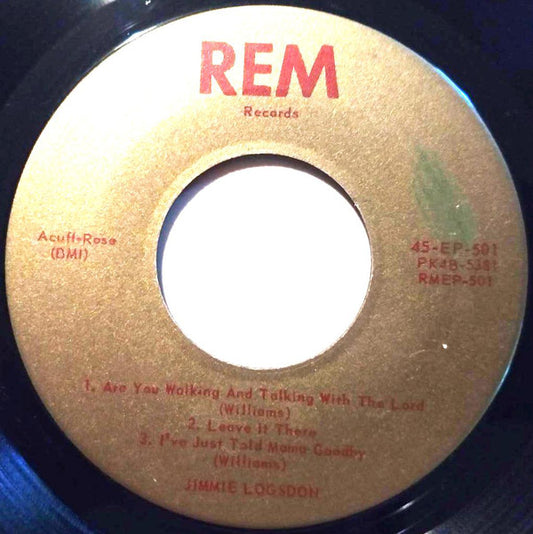 REM
Records
Acuff-Rose
(BMI)
45-EP-501
PK4B-5381
RMEP-501
1. Are You Walking And Talking With The Lord
(Williams)
2. Leave It There
3. I've Just Told Mama Goodby
(Williams)
JIMMIE LOGSDON